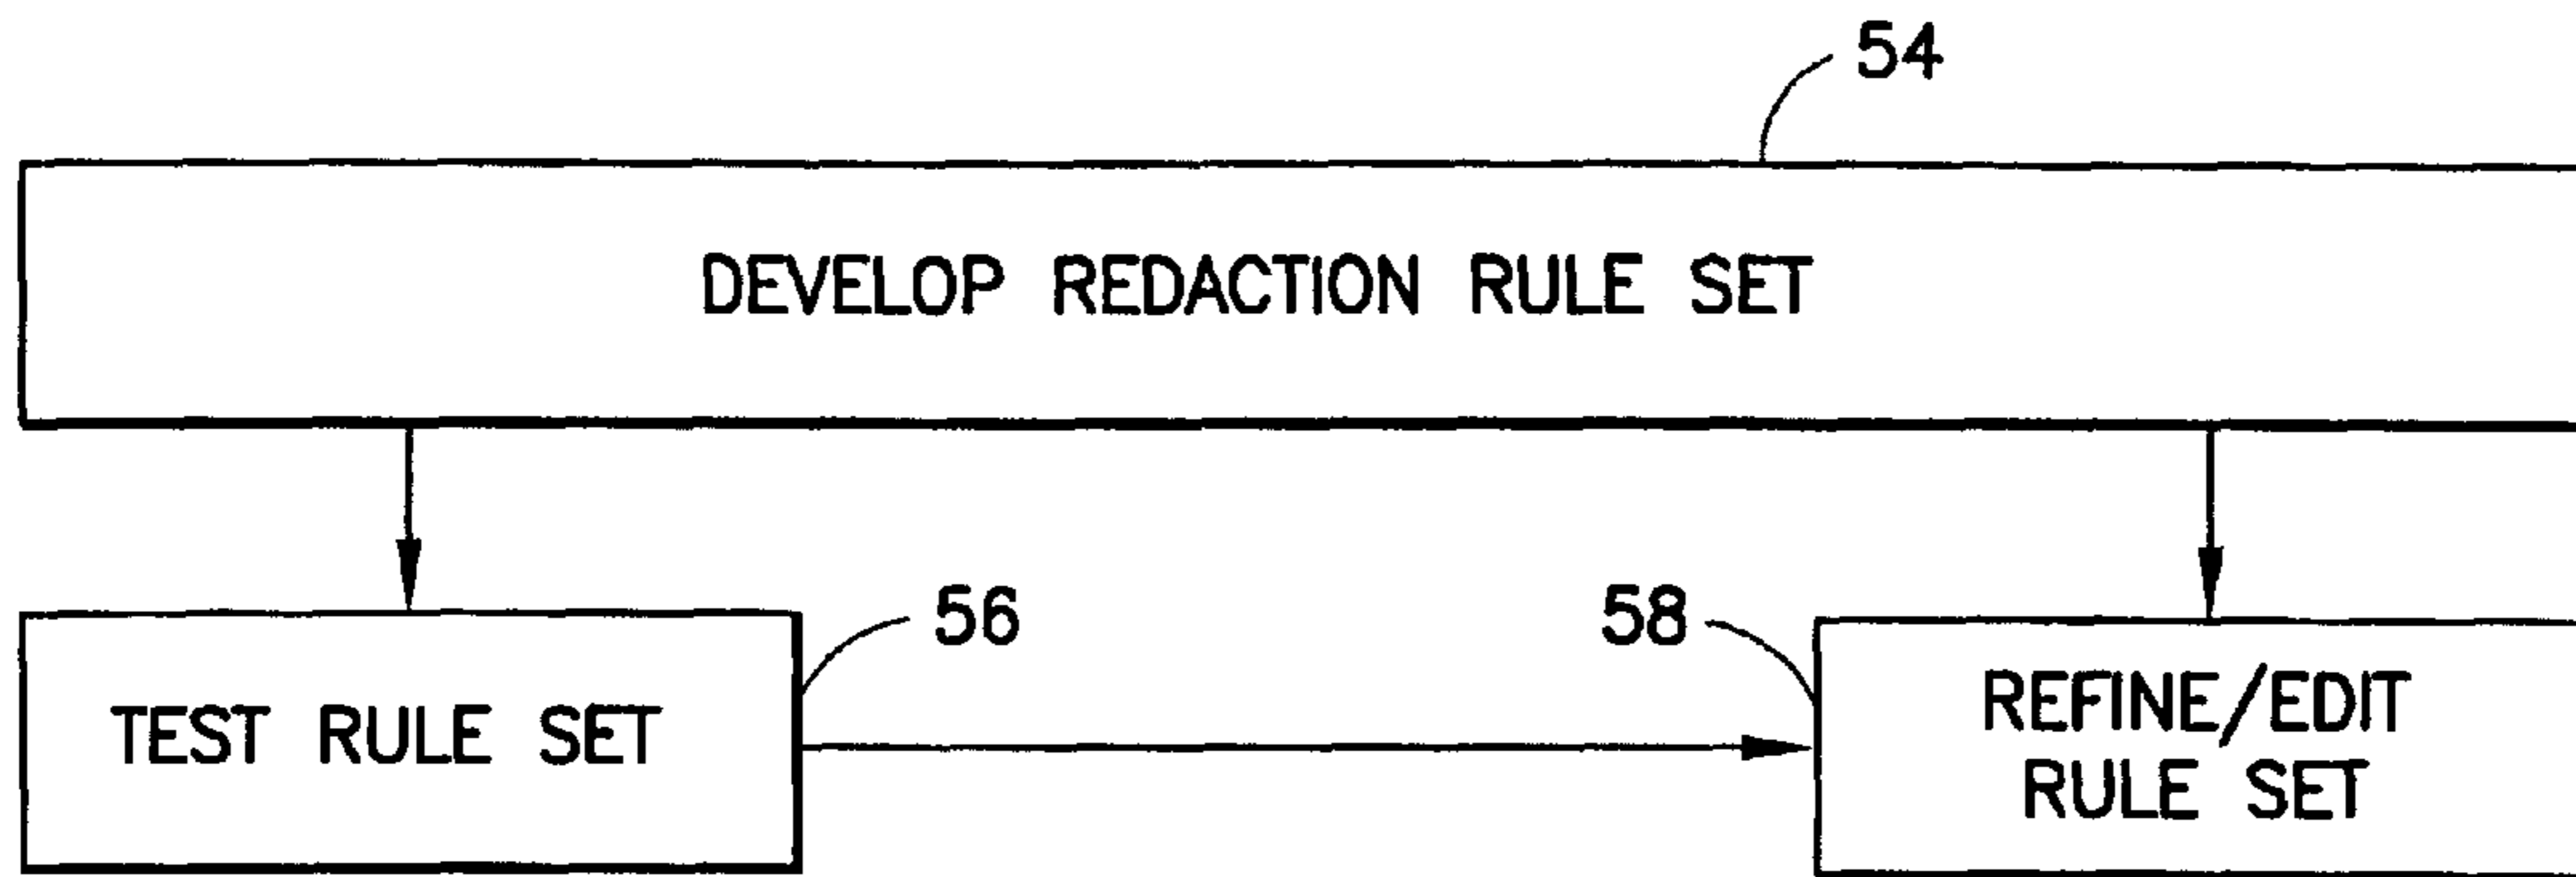 54
DEVELOP REDACTION RULE SET
56
58
TEST RULE SET
REFINE/EDIT
RULE SET